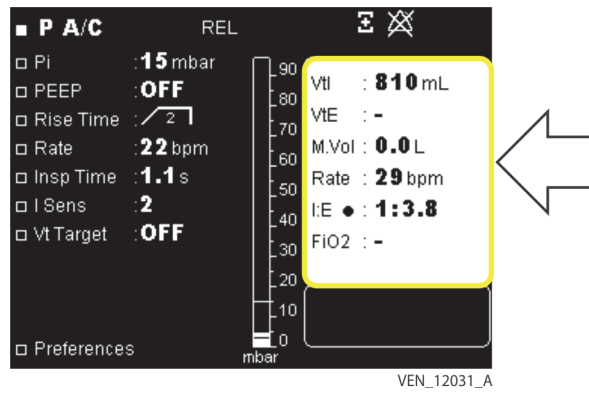 P A/C REL
Pi :15 mbar
PEEP :OFF
Rise Time : 2
Rate :22 bpm
Insp Time :1.1 s
I Sens :2
Vt Target :OFF
Preferences
90
80
70
60
50
40
30
20
10
0
mbar
VtI : 810 mL
VtE : -
M.Vol : 0.0 L
Rate : 29 bpm
I:E ● : 1:3.8
FiO2 : -
VEN_12031_A